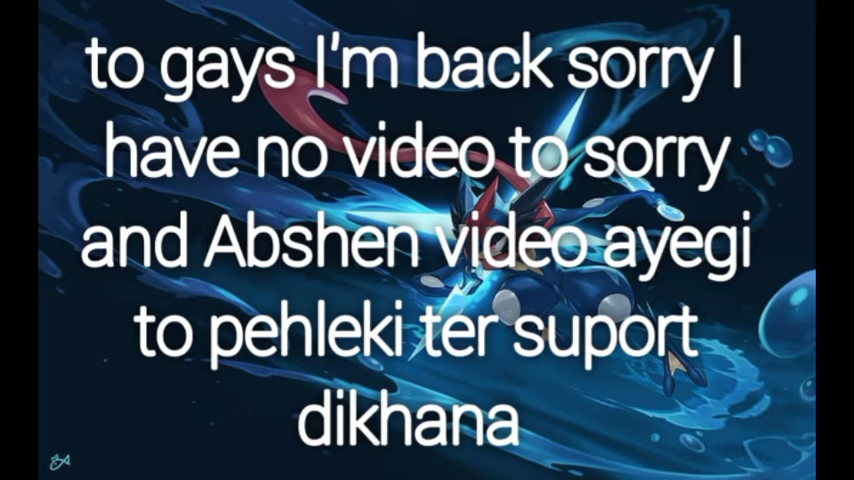 to gays I'm back sorry I
have no video to sorry
and Abshen video ayegi
to pehleki ter suport
dikhana